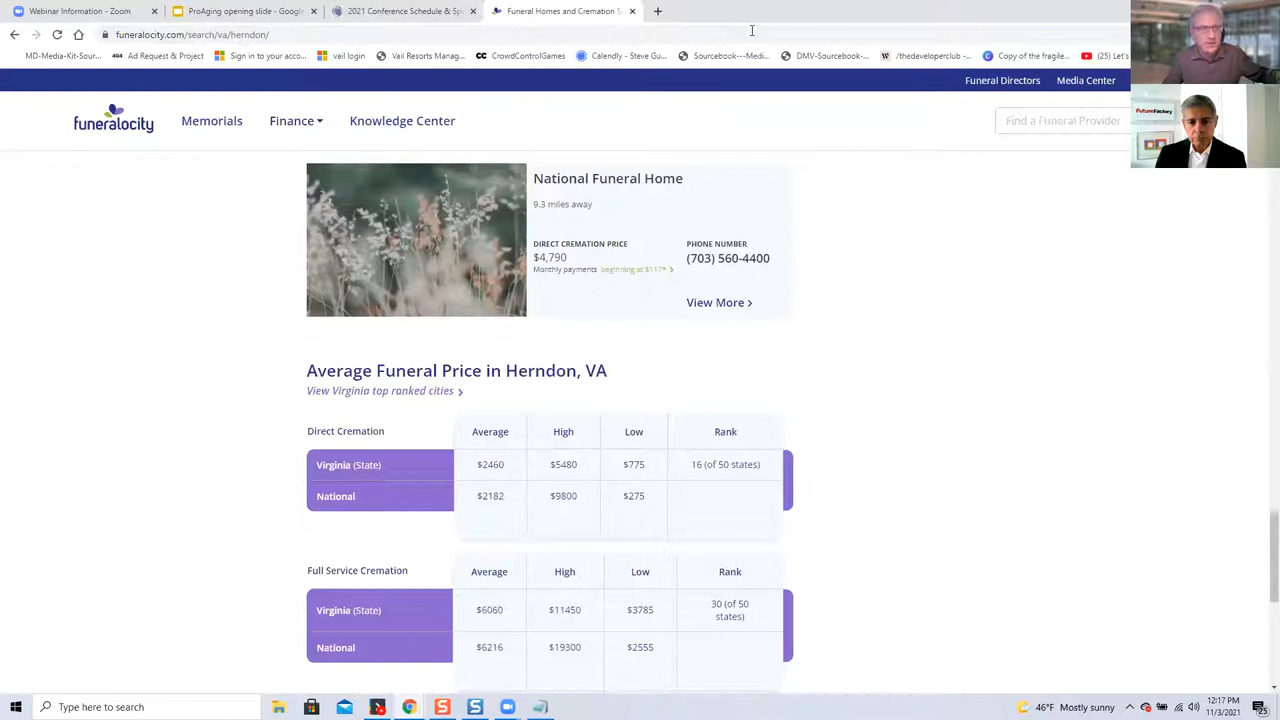 Webinar Information - Zoom
ProAging opening slide - Google
2021 Conference Schedule & Sp
Funeral Homes and Cremation S
funeralocity.com/search/va/herndon/
MD-Media-Kit-Sour...
Ad Request & Project
Sign in to your acc...
vail login
Vail Resorts Manag...
CrowdControlGames
Calendly - Steve Gu...
Sourcebook---Medi...
DMV-Sourcebook-...
/thedeveloperclub -...
Copy of the fragile...
(25) L
Funeral Directors
Media Center
funeralocity
Memorials
Finance
Knowledge Center
Find a Funeral Provider
FutureFactory
National Funeral Home
9.3 miles away
DIRECT CREMATION PRICE
PHONE NUMBER
$4,790
(703) 560-4400
Monthly payments beginning at $117* >
View More >
Average Funeral Price in Herndon, VA
View Virginia top ranked cities >
Direct Cremation
Average High Low Rank
Virginia (State) $2460 $5480 $775 16 (of 50 states)
National $2182 $9800 $275
Full Service Cremation
Average High Low Rank
Virginia (State) $6060 $11450 $3785 30 (of 50
states)
National $6216 $19300 $2555
Type here to search
46°F Mostly sunny
12:17 PM
11/3/2021
25